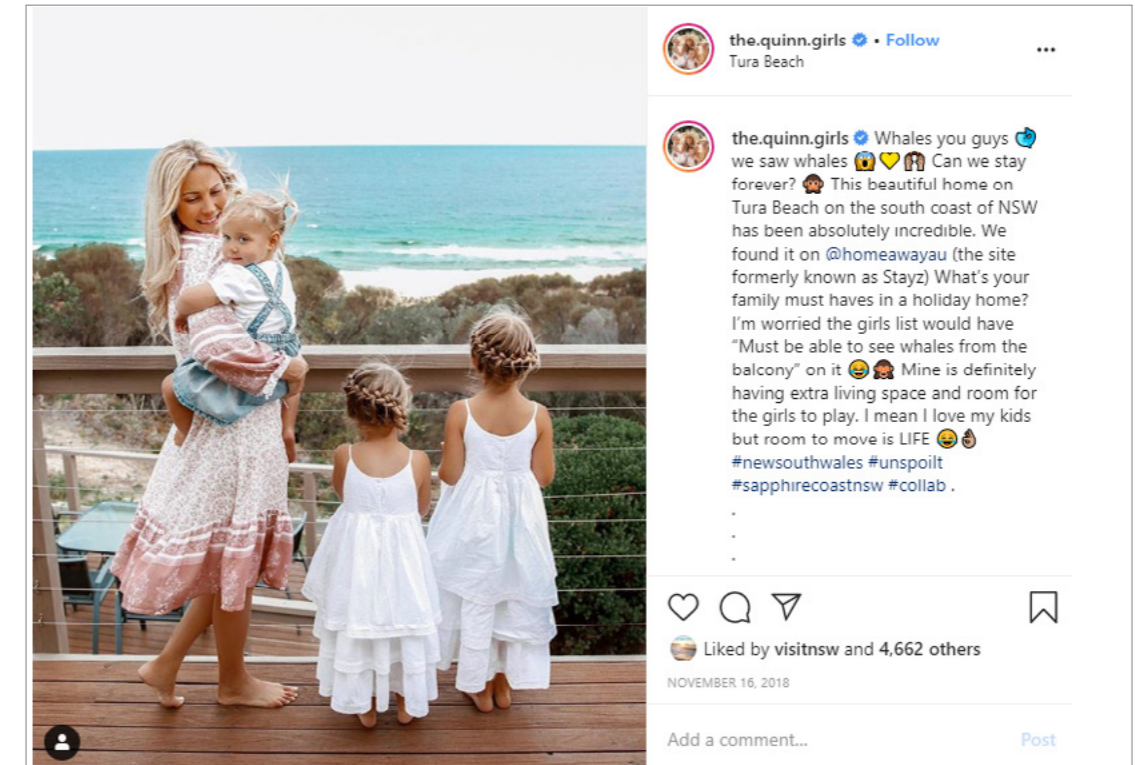 the.quinn.girls • Follow
Tura Beach
the.quinn.girls Whales you guys
we saw whales 😱💛🙌🏽 Can we stay
forever? 🙊 This beautiful home on
Tura Beach on the south coast of NSW
has been absolutely incredible. We
found it on @homeawayau (the site
formerly known as Stayz) What's your
family must haves in a holiday home?
I'm worried the girls list would have
“Must be able to see whales from the
balcony” on it 😂🙈 Mine is definitely
having extra living space and room for
the girls to play. I mean I love my kids
but room to move is LIFE 😂👌🏽
#newsouthwales #unspoilt
#sapphirecoastnsw #collab .
.
.
.
Liked by visitnsw and 4,662 others
NOVEMBER 16, 2018
Add a comment... Post